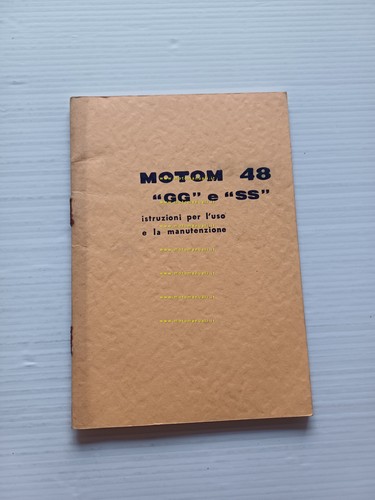 MOTOM 48
"GG" e "SS"
istruzioni per l'uso
e la manutenzione